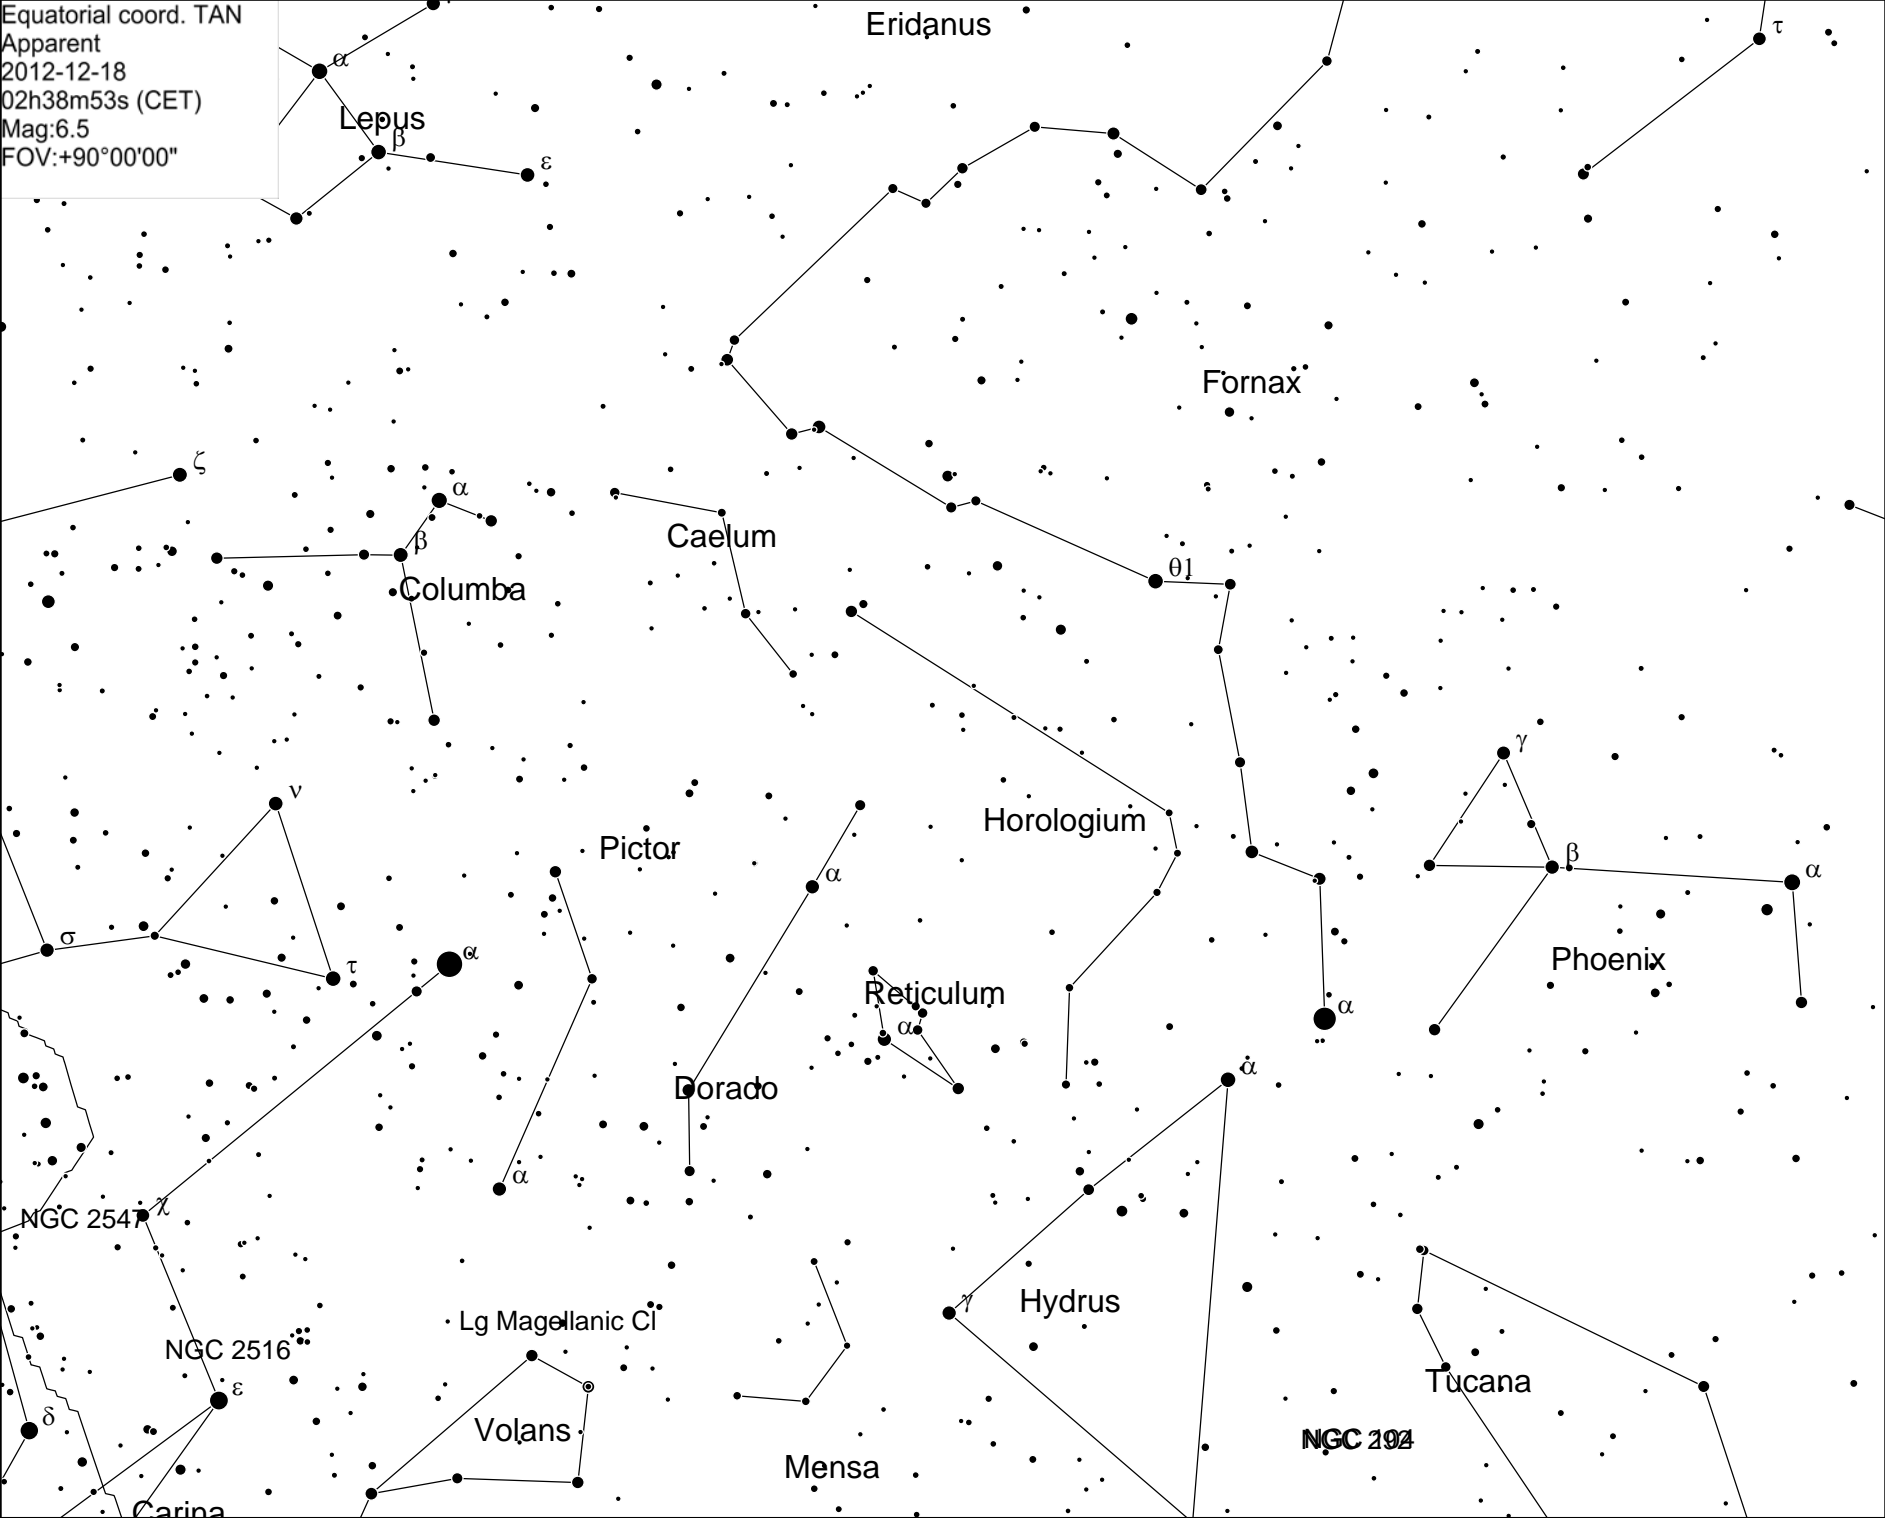 Equatorial coord. TAN
Apparent
2012-12-18
02h38m53s (CET)
Mag:6.5
FOV:+90°00'00"
Eridanus
τ
α
Lepus
β
ε
Fornax
ζ
α
Caelum
β
Columba
θ1
γ
ν
Horologium
Pictor
β
α
α
σ
τ
α
Phoenix
Reticulum
α
α
α
Dorado
α
χ
NGC 2547
γ
Hydrus
Lg Magellanic Cl
NGC 2516
ε
Tucana
δ
Volans
NGC
Mensa
Carina